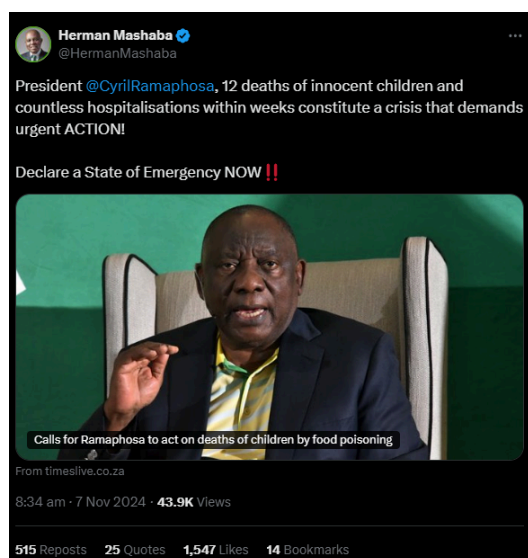 Herman Mashaba
@HermanMashaba
President @CyrilRamaphosa, 12 deaths of innocent children and
countless hospitalisations within weeks constitute a crisis that demands
urgent ACTION!
Declare a State of Emergency NOW ‼️
Calls for Ramaphosa to act on deaths of children by food poisoning
From timeslive.co.za
8:34 am · 7 Nov 2024 · 43.9K Views
515 Reposts 25 Quotes 1,547 Likes 14 Bookmarks